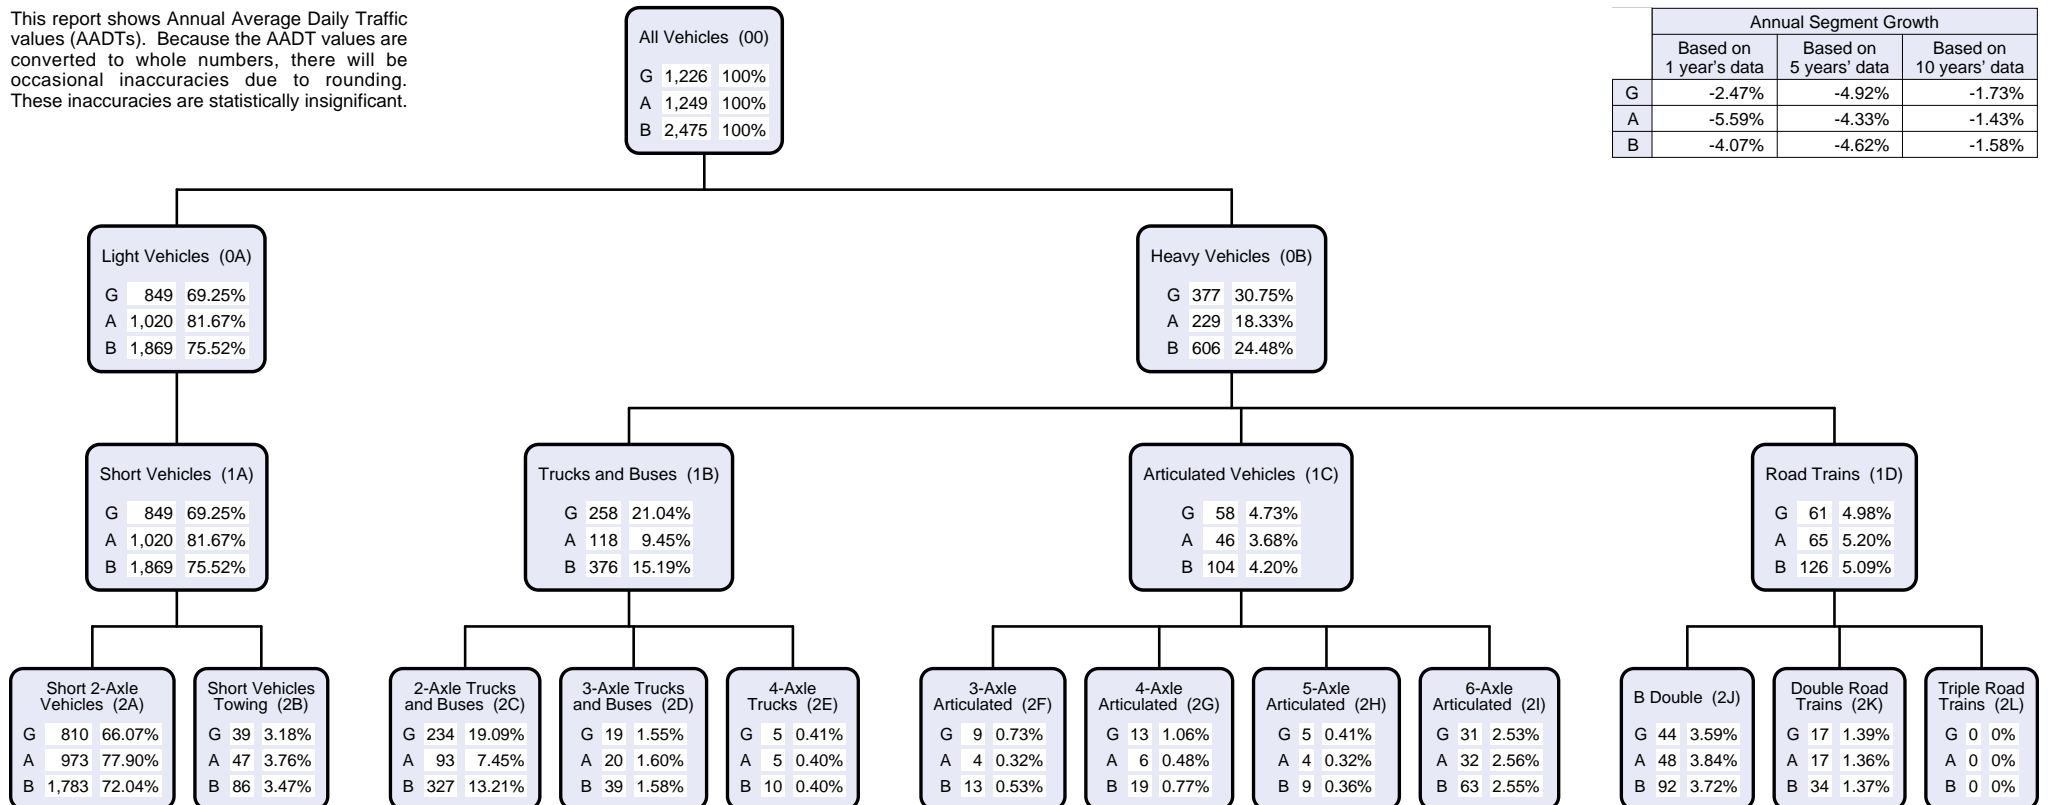 This report shows Annual Average Daily Traffic
values (AADTs). Because the AADT values are
converted to whole numbers, there will be
occasional inaccuracies due to rounding.
These inaccuracies are statistically insignificant.
All Vehicles (00)
G 1,226 100%
A 1,249 100%
B 2,475 100%
Annual Segment Growth
Based on 1 year's data Based on 5 years' data Based on 10 years' data
G -2.47% -4.92% -1.73%
A -5.59% -4.33% -1.43%
B -4.07% -4.62% -1.58%
Light Vehicles (0A)
G 849 69.25%
A 1,020 81.67%
B 1,869 75.52%
Heavy Vehicles (0B)
G 377 30.75%
A 229 18.33%
B 606 24.48%
Short Vehicles (1A)
G 849 69.25%
A 1,020 81.67%
B 1,869 75.52%
Trucks and Buses (1B)
G 258 21.04%
A 118 9.45%
B 376 15.19%
Articulated Vehicles (1C)
G 58 4.73%
A 46 3.68%
B 104 4.20%
Road Trains (1D)
G 61 4.98%
A 65 5.20%
B 126 5.09%
Short 2-Axle
Vehicles (2A)
G 810 66.07%
A 973 77.90%
B 1,783 72.04%
Short Vehicles
Towing (2B)
G 39 3.18%
A 47 3.76%
B 86 3.47%
2-Axle Trucks
and Buses (2C)
G 234 19.09%
A 93 7.45%
B 327 13.21%
3-Axle Trucks
and Buses (2D)
G 19 1.55%
A 20 1.60%
B 39 1.58%
4-Axle
Trucks (2E)
G 5 0.41%
A 5 0.40%
B 10 0.40%
3-Axle
Articulated (2F)
G 9 0.73%
A 4 0.32%
B 13 0.53%
4-Axle
Articulated (2G)
G 13 1.06%
A 6 0.48%
B 19 0.77%
5-Axle
Articulated (2H)
G 5 0.41%
A 4 0.32%
B 9 0.36%
6-Axle
Articulated (2I)
G 31 2.53%
A 32 2.56%
B 63 2.55%
B Double (2J)
G 44 3.59%
A 48 3.84%
B 92 3.72%
Double Road
Trains (2K)
G 17 1.39%
A 17 1.36%
B 34 1.37%
Triple Road
Trains (2L)
G 0 0%
A 0 0%
B 0 0%